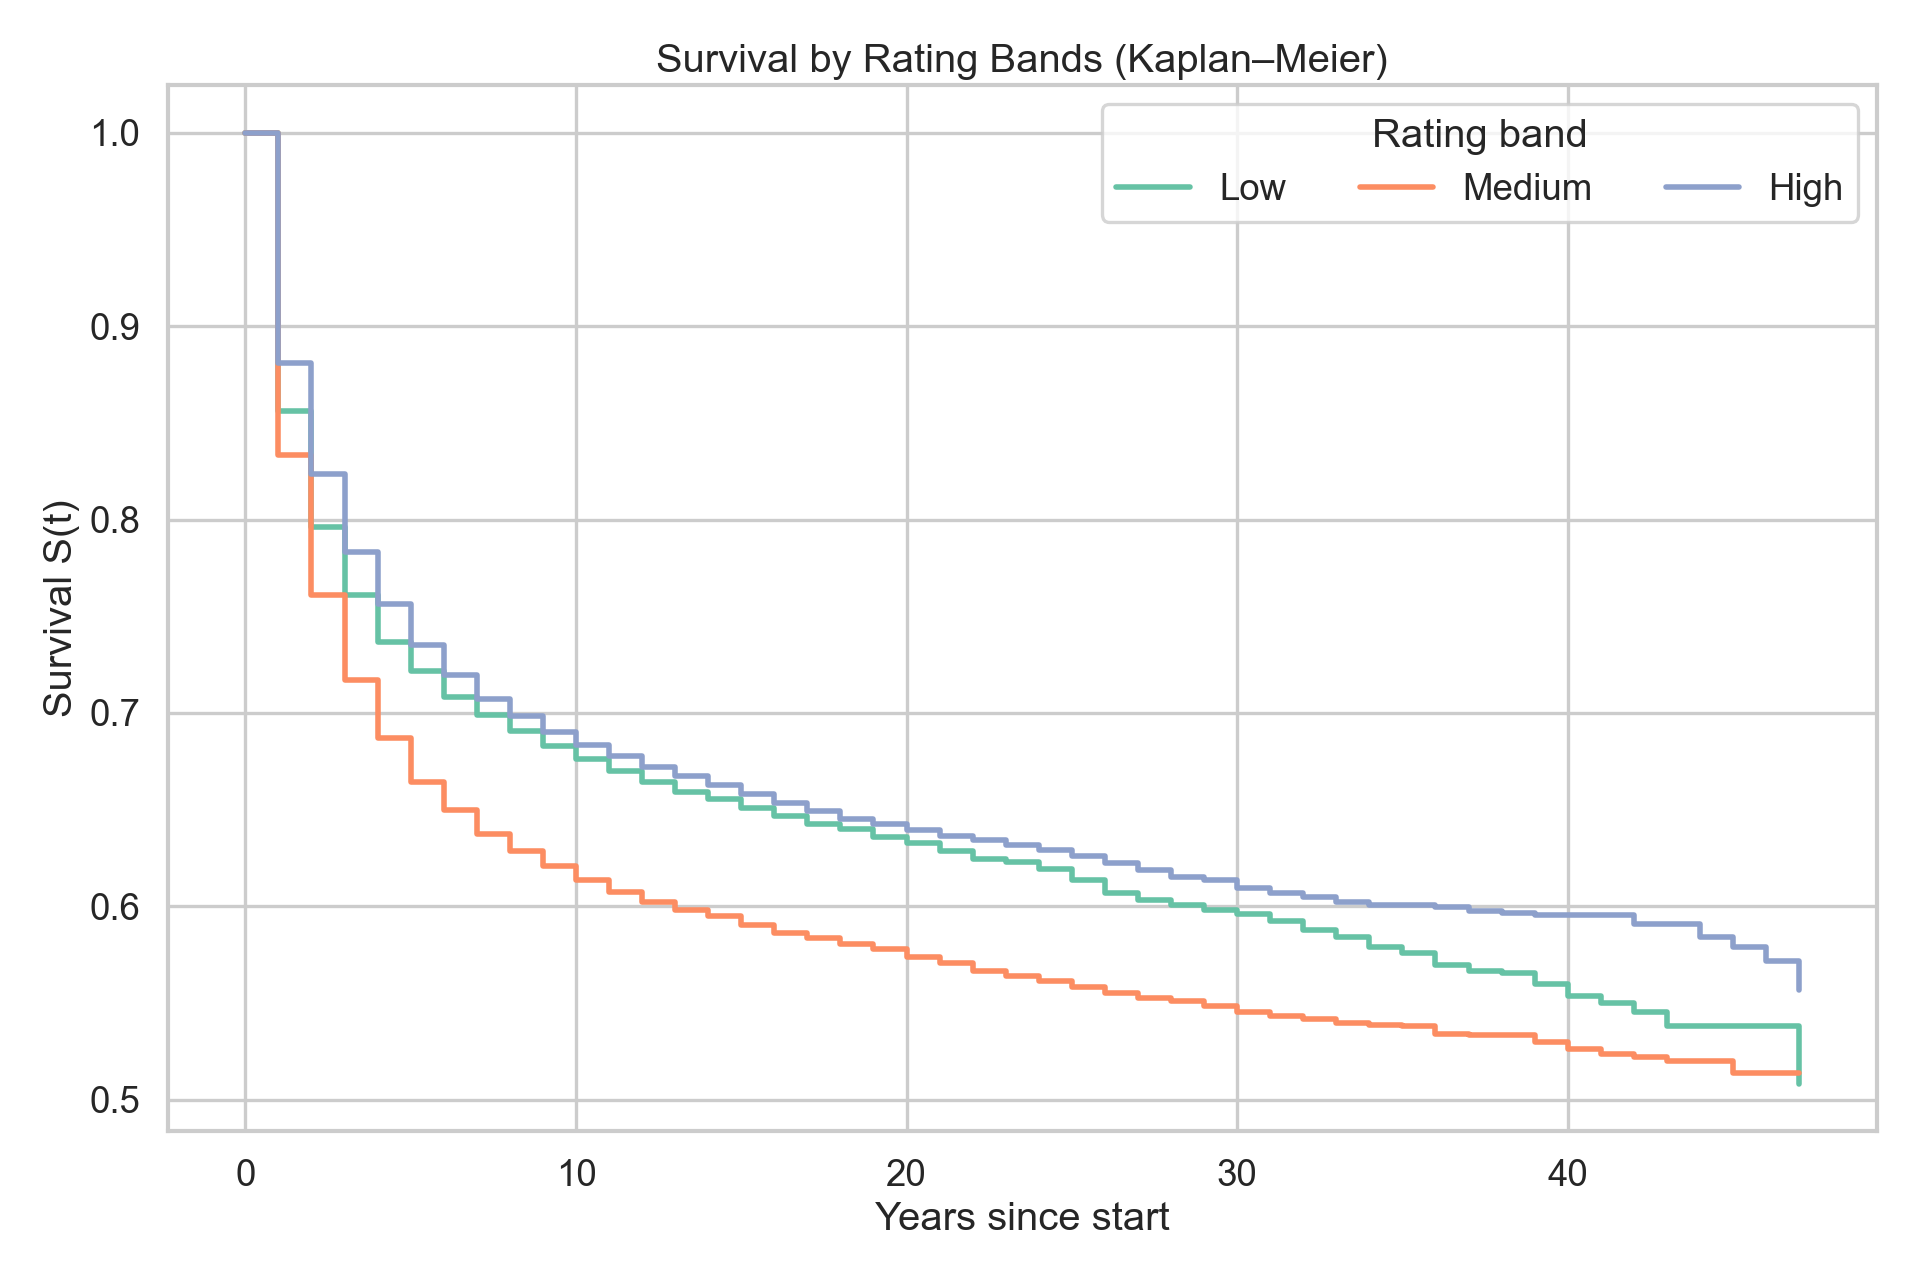 Survival by Rating Bands (Kaplan–Meier)
Rating band
Low Medium High
1.0
0.9
0.8
0.7
0.6
0.5
Survival S(t)
0 10 20 30 40
Years since start